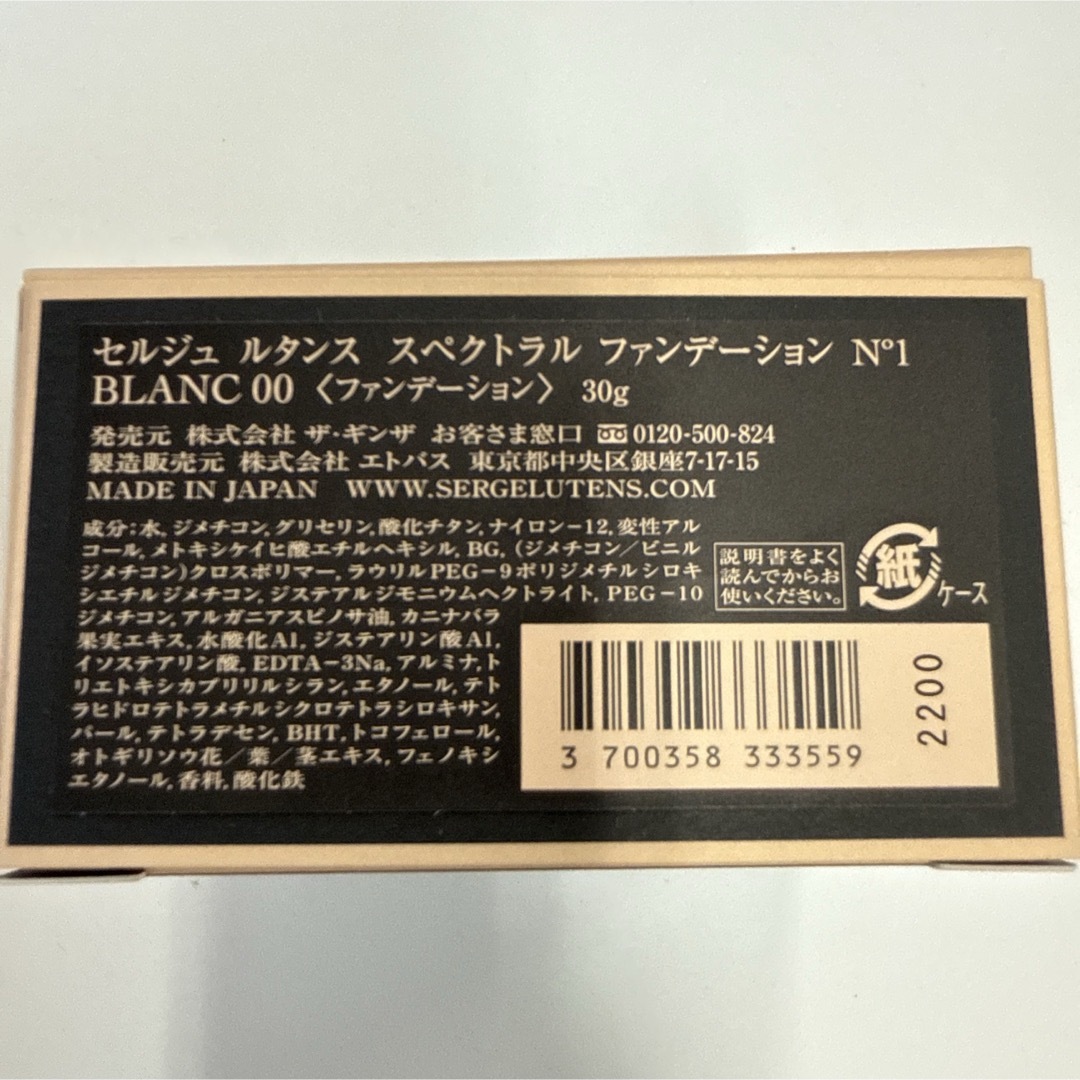 セルジュ ルタンス スペクトラル ファンデーション N°1
BLANC 00 〈ファンデーション〉 30g
発売元 株式会社 ザ・ギンザ お客さま窓口 0120-500-824
製造販売元 株式会社 エトバス 東京都中央区銀座7-17-15
MADE IN JAPAN WWW.SERGELUTENS.COM
成分:水, ジメチコン, グリセリン, 酸化チタン, ナイロン-12, 変性アル
コール, メトキシケイヒ酸エチルヘキシル, BG, (ジメチコン/ビニル
ジメチコン)クロスポリマー, ラウリルPEG-9ポリジメチルシロキ
シエチルジメチコン, ジステアルジモニウムヘクトライト, PEG-10
ジメチコン, アルガニアスピノサ油, カニナバラ
果実エキス, 水酸化Al, ジステアリン酸Al,
イソステアリン酸, EDTA-3Na, アルミナ, ト
リエトキシカプリリルシラン, エタノール, テト
ラヒドロテトラメチルシクロテトラシロキサン,
パール, テトラデセン, BHT, トコフェロール,
オトギリソウ花/葉/茎エキス, フェノキシ
エタノール, 香料, 酸化鉄
説明書をよく
読んでからお
使いください。
紙
ケース
3 700358 333559
2200